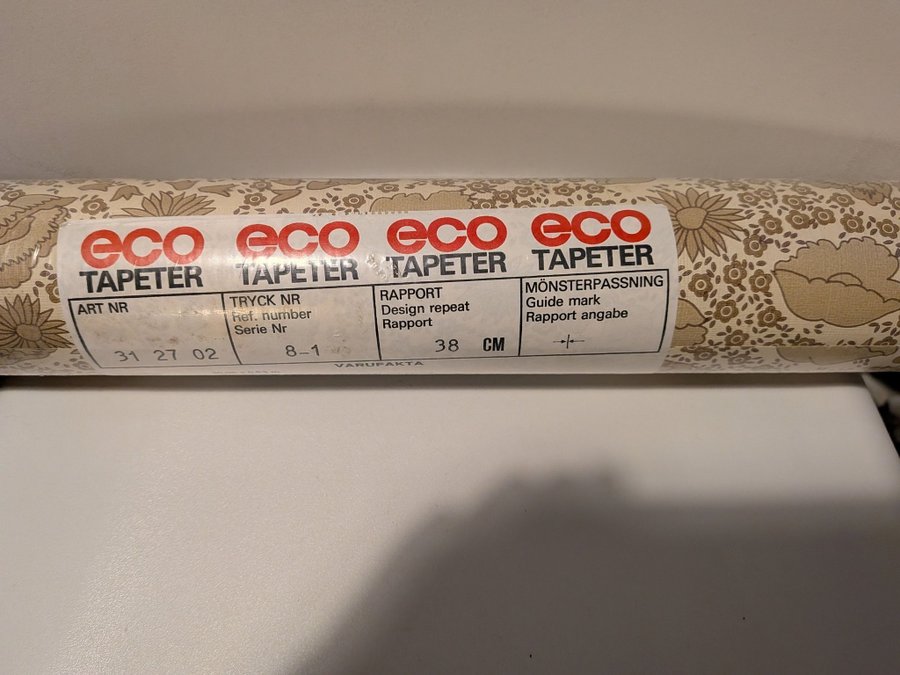 eco eco eco eco
TAPETER TAPETER TAPETER TAPETER
ART NR
31 27 02
TRYCK NR
Ref. number
Serie Nr
8-1
RAPPORT
Design repeat
Rapport
38 CM
MÖNSTERPASSNING
Guide mark
Rapport angabe
VARUFAKTA